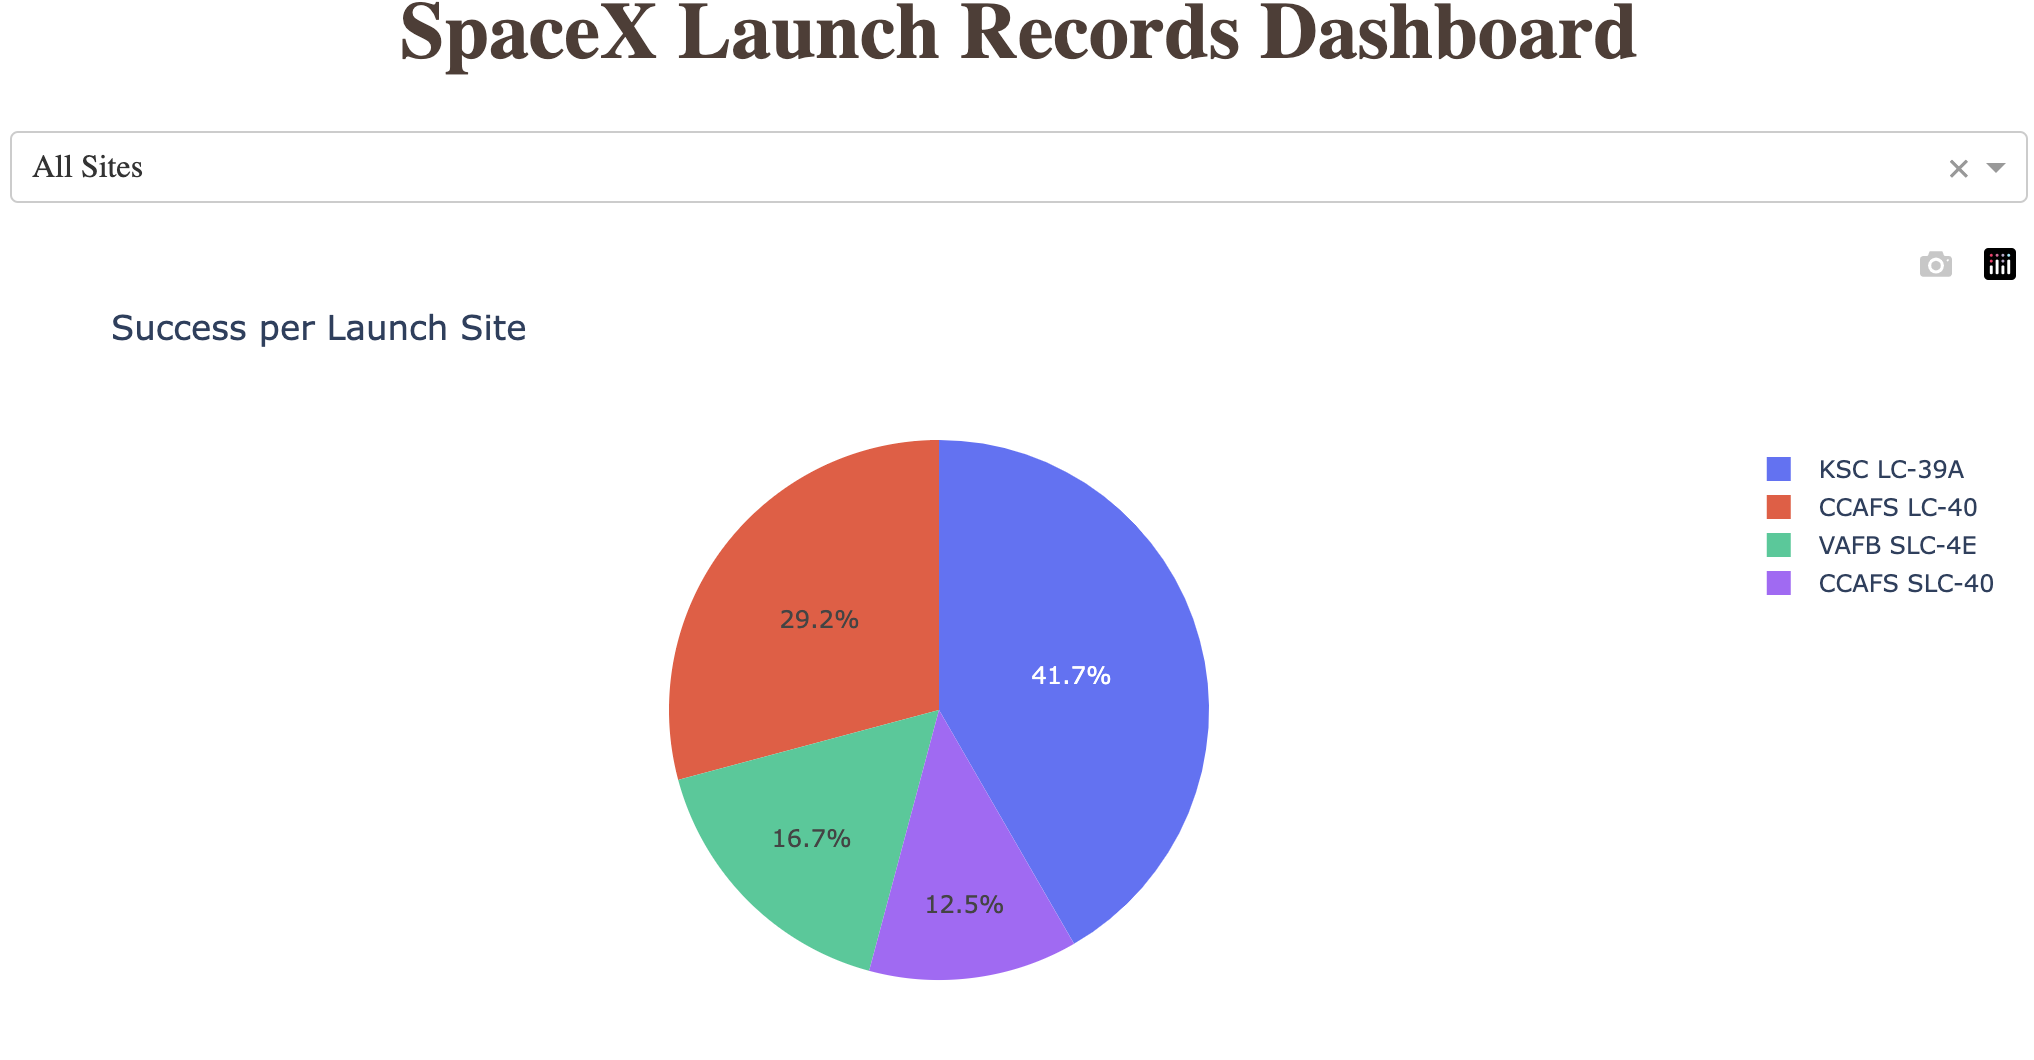 SpaceX Launch Records Dashboard
All Sites
Success per Launch Site
KSC LC-39A
CCAFS LC-40
VAFB SLC-4E
CCAFS SLC-40
29.2%
41.7%
16.7%
12.5%